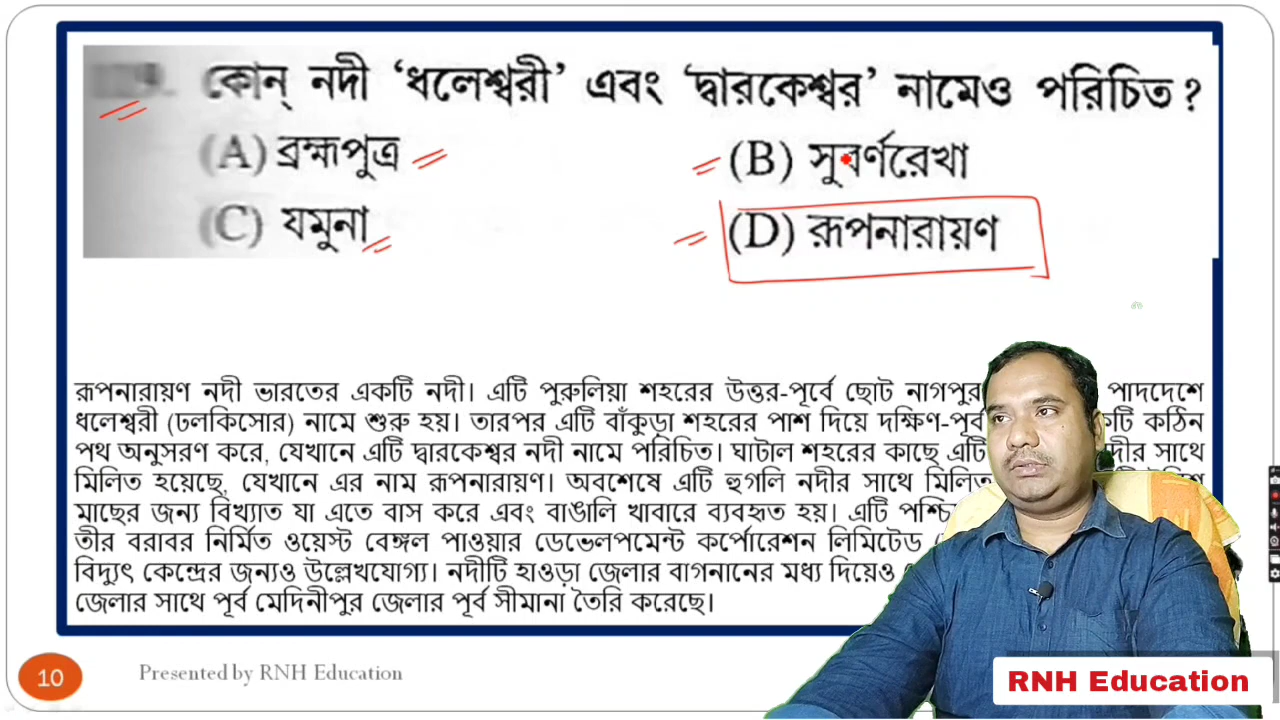 কোন্ নদী ‘ধলেশ্বরী’ এবং ‘দ্বারকেশ্বর’ নামেও পরিচিত ?
(A) ব্রহ্মপুত্র (B) সুবর্ণরেখা
(C) যমুনা (D) রূপনারায়ণ
রূপনারায়ণ নদী ভারতের একটি নদী। এটি পুরুলিয়া শহরের উত্তর-পূর্বে ছোট নাগপুর পাদদেশে
ধলেশ্বরী (ঢলকিসোর) নামে শুরু হয়। তারপর এটি বাঁকুড়া শহরের পাশ দিয়ে দক্ষিণ-পূর্ব কঠিন
পথ অনুসরণ করে, যেখানে এটি দ্বারকেশ্বর নদী নামে পরিচিত। ঘাটাল শহরের কাছে এটি সাথে
মিলিত হয়েছে, যেখানে এর নাম রূপনারায়ণ। অবশেষে এটি হুগলি নদীর সাথে মিলিত
মাছের জন্য বিখ্যাত যা এতে বাস করে এবং বাঙালি খাবারে ব্যবহৃত হয়। এটি
তীর বরাবর নির্মিত ওয়েস্ট বেঙ্গল পাওয়ার ডেভেলপমেন্ট কর্পোরেশন লিমিটেড
বিদ্যুৎ কেন্দ্রের জন্যও উল্লেখযোগ্য। নদীটি হাওড়া জেলার বাগনানের মধ্য দিয়েও
জেলার সাথে পূর্ব মেদিনীপুর জেলার পূর্ব সীমানা তৈরি করেছে।
10 Presented by RNH Education
RNH Education